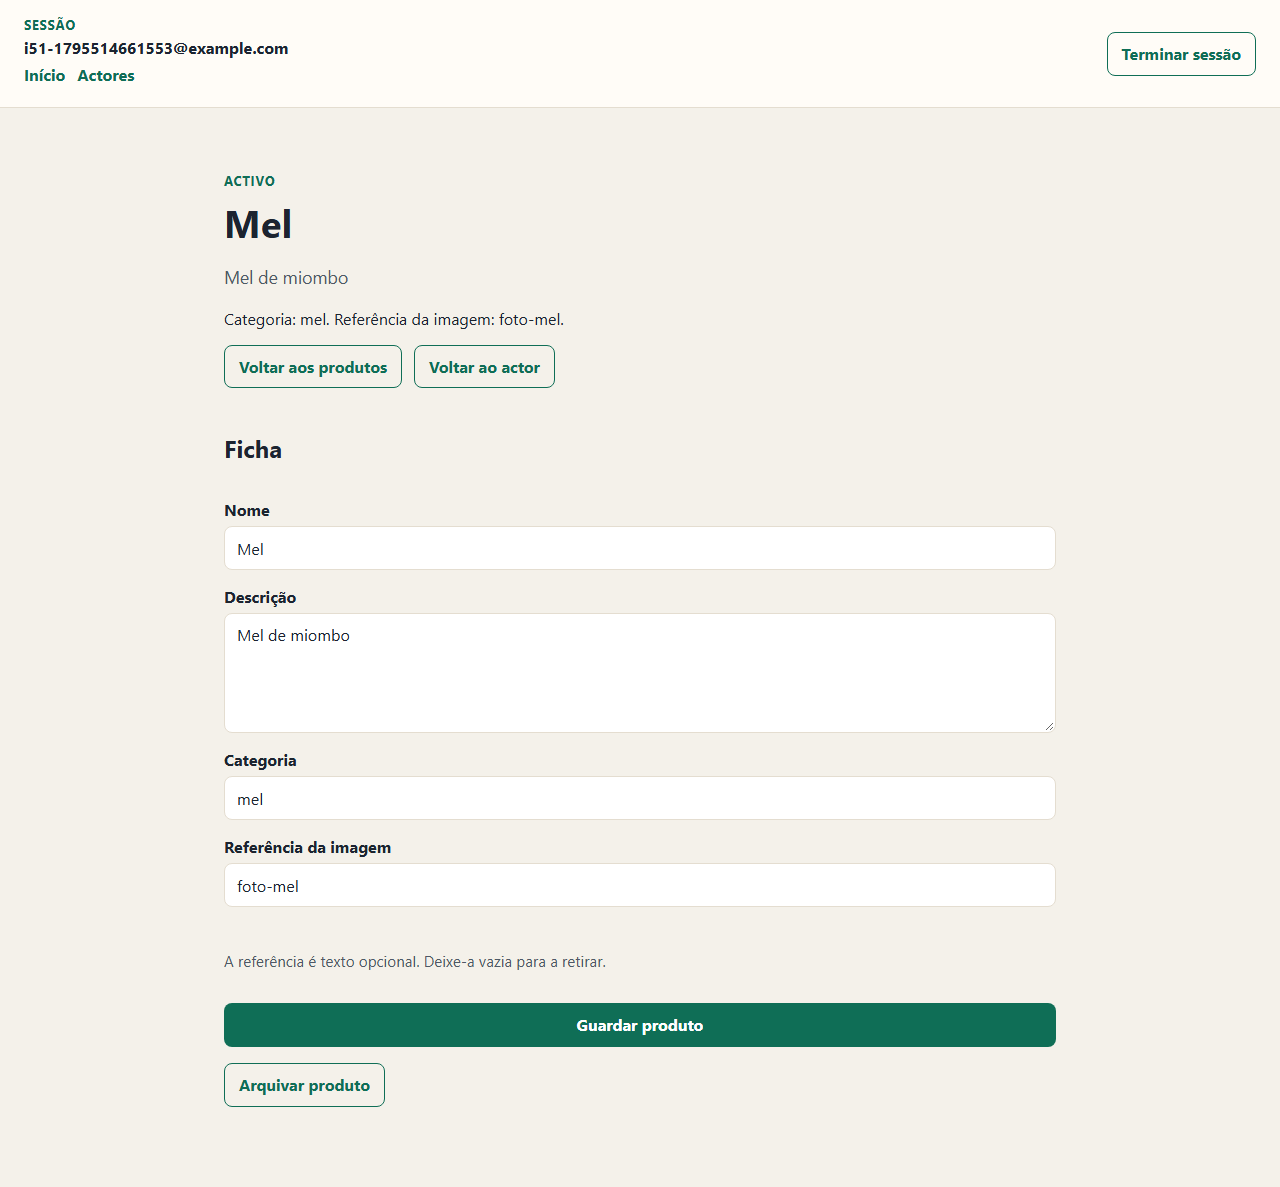 SESSÃO
i51-1795514661553@example.com
Início Actores
Terminar sessão
ACTIVO
Mel
Mel de miombo
Categoria: mel. Referência da imagem: foto-mel.
Voltar aos produtos Voltar ao actor
Ficha
Nome
Mel
Descrição
Mel de miombo
Categoria
mel
Referência da imagem
foto-mel
A referência é texto opcional. Deixe-a vazia para a retirar.
Guardar produto
Arquivar produto